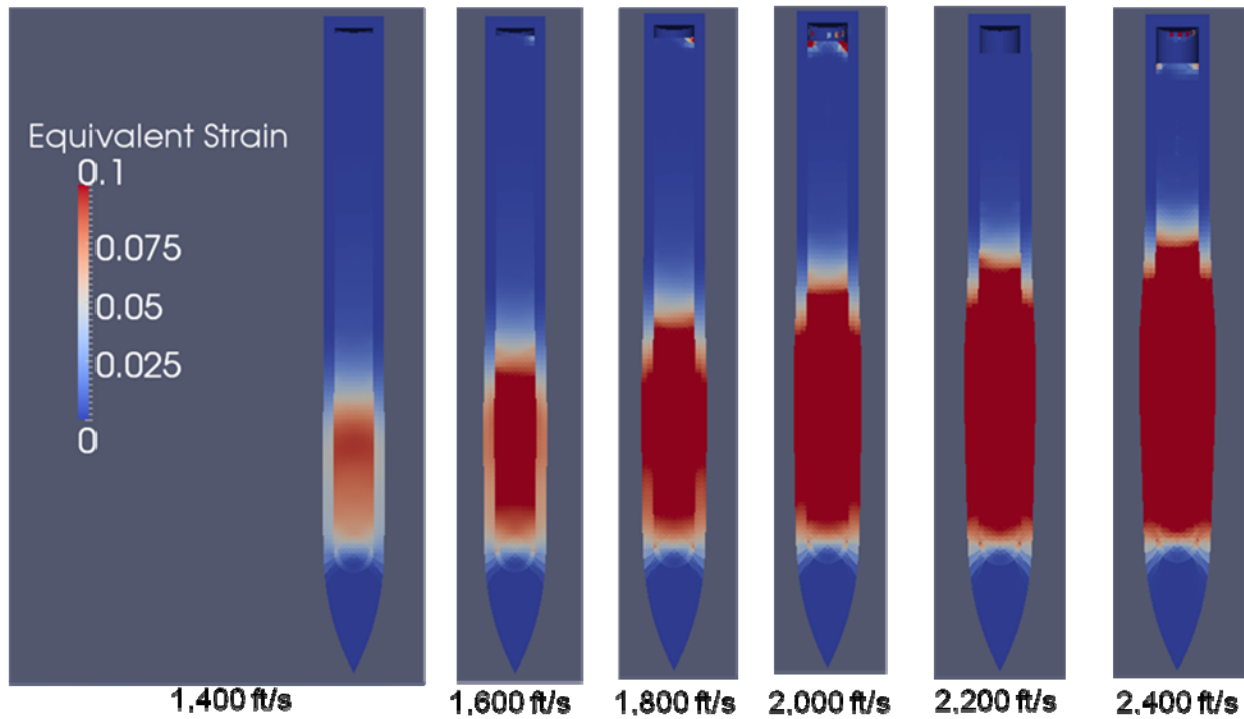 Equivalent Strain
0.1
0.075
0.05
0.025
0
1,400 ft/s
1,600 ft/s
1,800 ft/s
2,000 ft/s
2,200 ft/s
2,400 ft/s